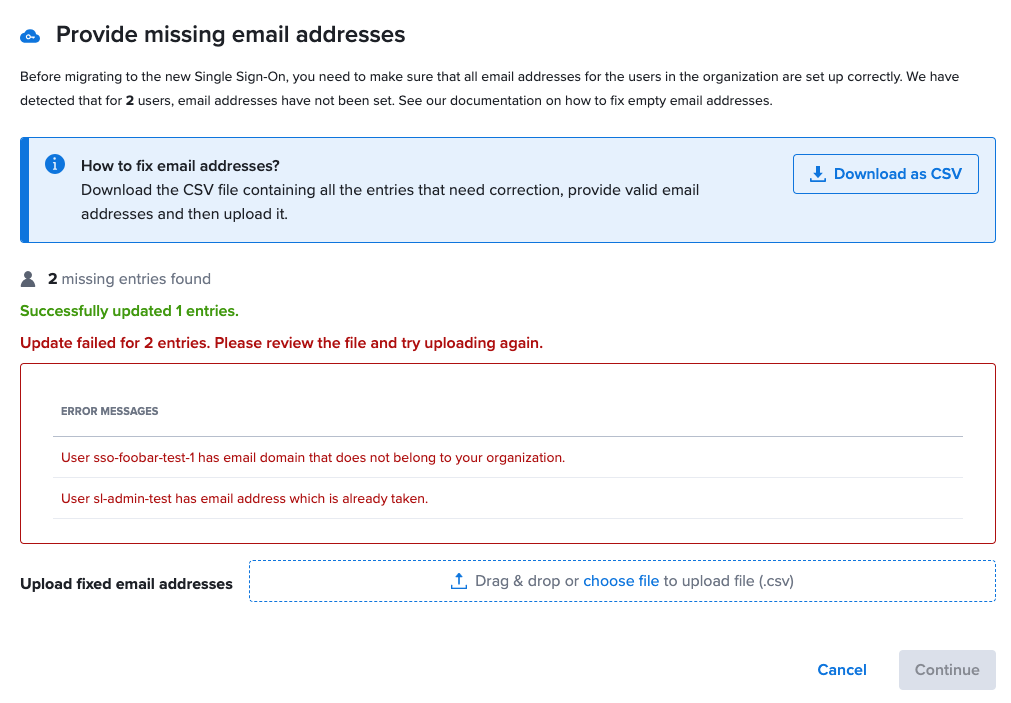 Provide missing email addresses
Before migrating to the new Single Sign-On, you need to make sure that all email addresses for the users in the organization are set up correctly. We have
detected that for 2 users, email addresses have not been set. See our documentation on how to fix empty email addresses.
How to fix email addresses?
Download the CSV file containing all the entries that need correction, provide valid email
addresses and then upload it.
Download as CSV
2 missing entries found
Successfully updated 1 entries.
Update failed for 2 entries. Please review the file and try uploading again.
ERROR MESSAGES
User sso-foobar-test-1 has email domain that does not belong to your organization.
User sl-admin-test has email address which is already taken.
Upload fixed email addresses
Drag & drop or choose file to upload file (.csv)
Cancel
Continue